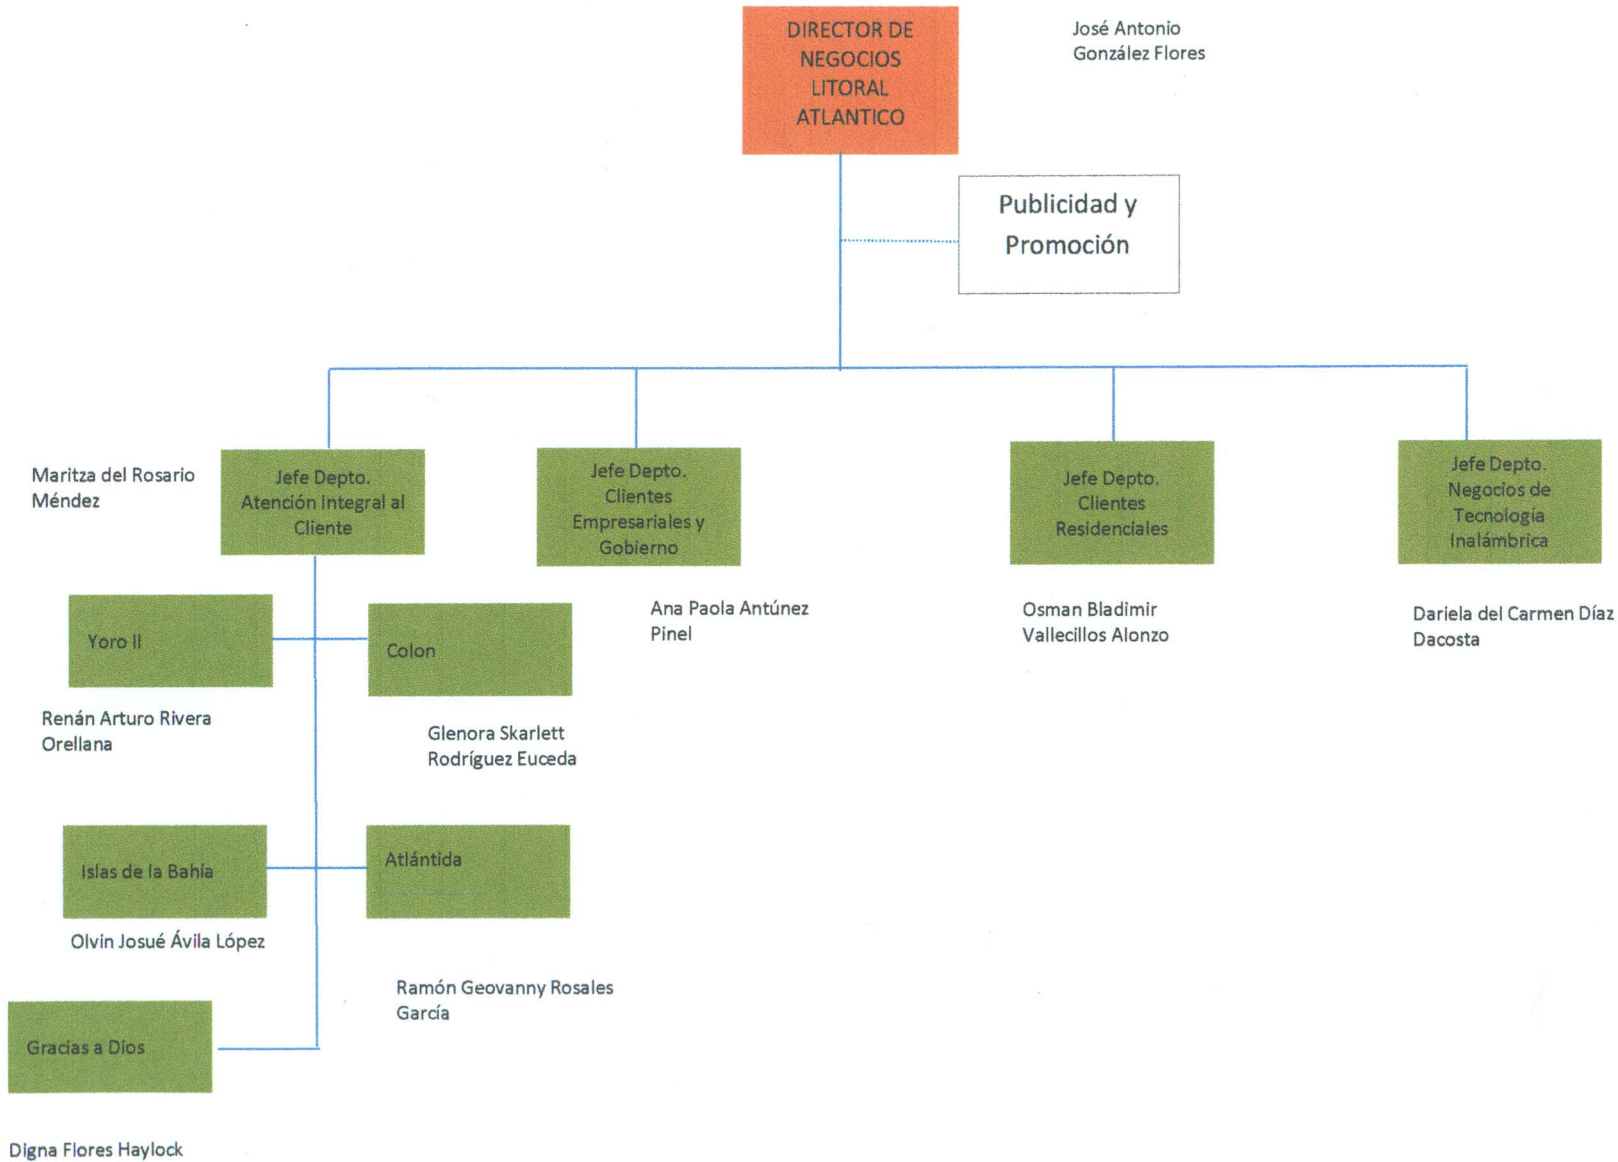 DIRECTOR DE
NEGOCIOS
LITORAL
ATLANTICO
José Antonio
González Flores
Publicidad y
Promoción
Maritza del Rosario
Méndez
Jefe Depto.
Atención Integral al
Cliente
Jefe Depto.
Clientes
Empresariales y
Gobierno
Jefe Depto.
Clientes
Residenciales
Jefe Depto.
Negocios de
Tecnología
Inalámbrica
Ana Paola Antúnez
Pinel
Osman Bladimir
Vallecillos Alonzo
Dariela del Carmen Díaz
Dacosta
Yoro II
Colon
Renán Arturo Rivera
Orellana
Glenora Skarlett
Rodríguez Euceda
Islas de la Bahía
Atlántida
Olvin Josué Ávila López
Ramón Geovanny Rosales
García
Gracias a Dios
Digna Flores Haylock